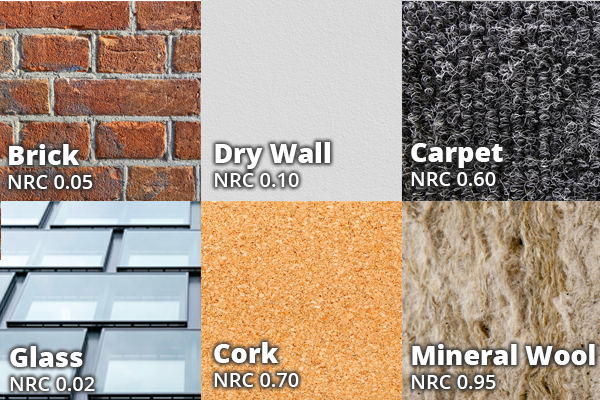 Brick
NRC 0.05
Dry Wall
NRC 0.10
Carpet
NRC 0.60
Glass
NRC 0.02
Cork
NRC 0.70
Mineral Wool
NRC 0.95